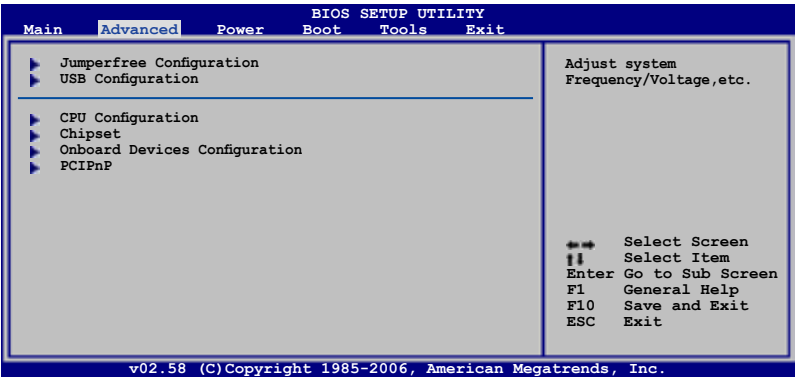 BIOS SETUP UTILITY
Main Advanced Power Boot Tools Exit
Jumperfree Configuration
USB Configuration
CPU Configuration
Chipset
Onboard Devices Configuration
PCIPnP
Adjust system
Frequency/Voltage,etc.
Select Screen
Select Item
Enter Go to Sub Screen
F1 General Help
F10 Save and Exit
ESC Exit
v02.58 (C)Copyright 1985-2006, American Megatrends, Inc.